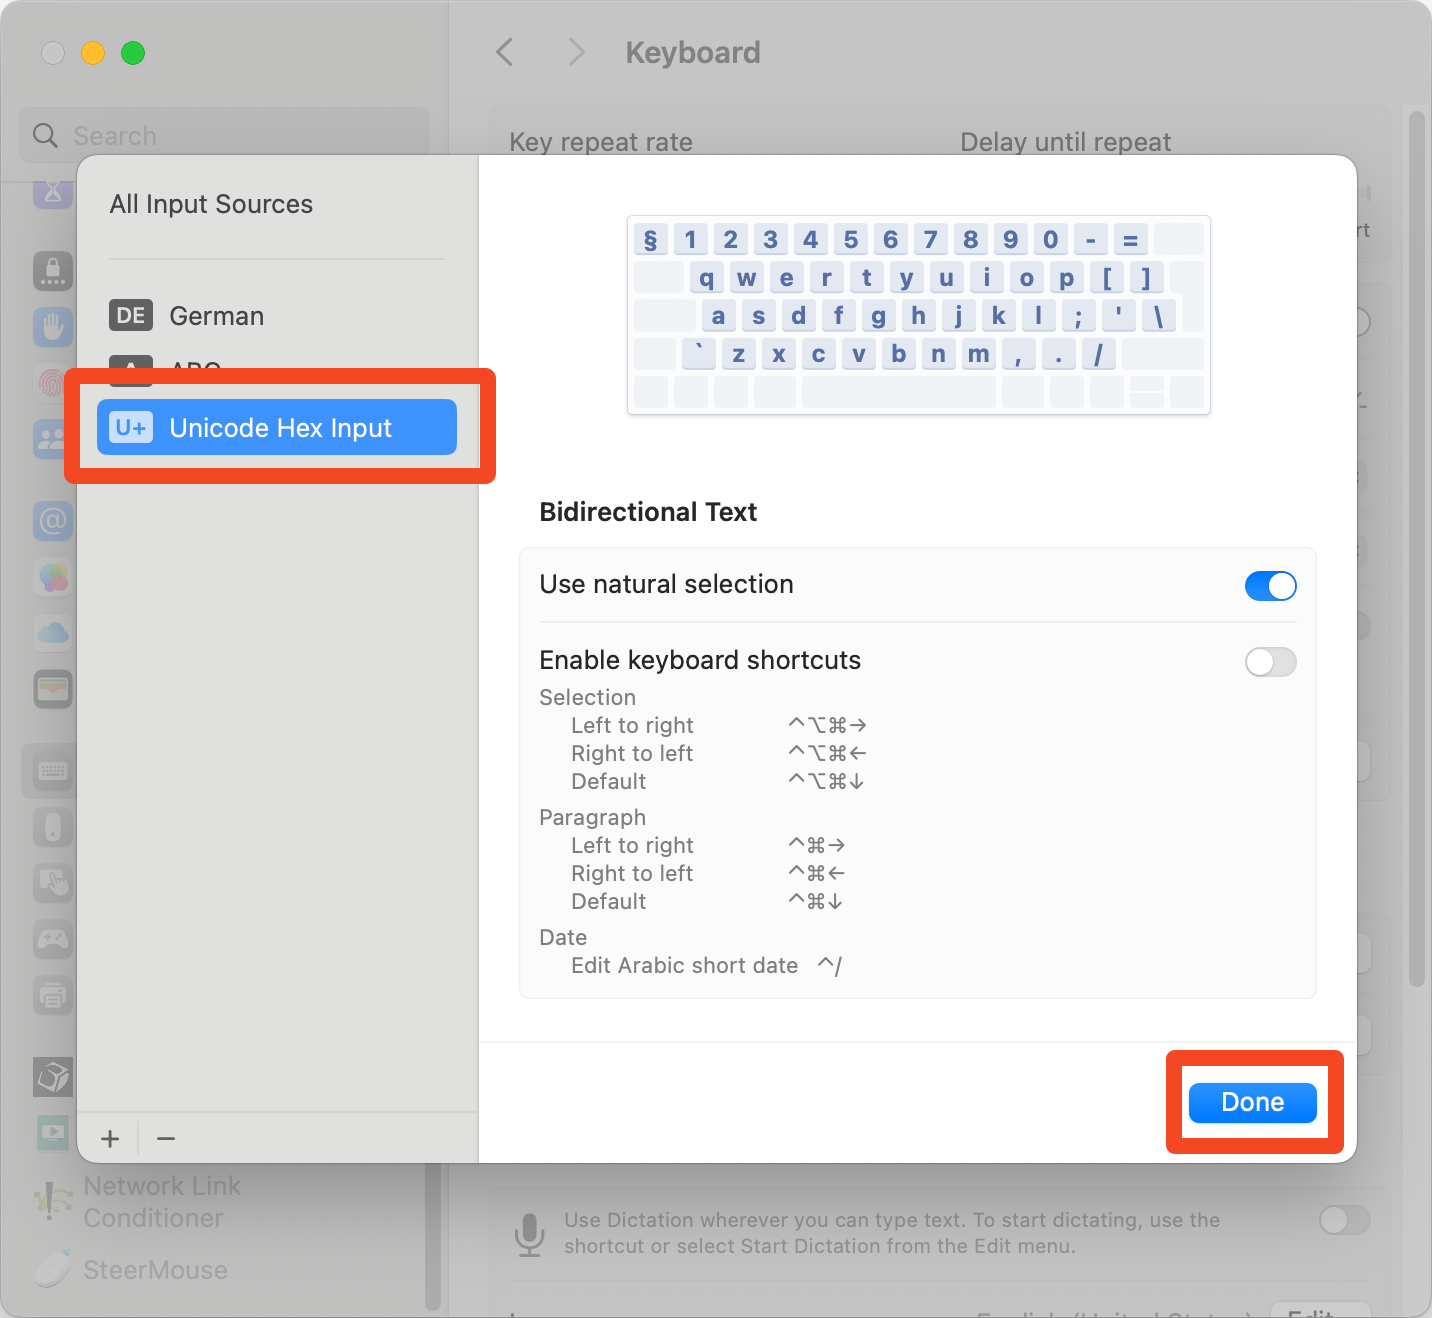 Keyboard
Search
Key repeat rate
Delay until repeat
All Input Sources
DE German
ABC
U+ Unicode Hex Input
§ 1 2 3 4 5 6 7 8 9 0 - =
q w e r t y u i o p [ ]
a s d f g h j k l ; ' \
` z x c v b n m , . /
Bidirectional Text
Use natural selection
Enable keyboard shortcuts
Selection
Left to right ^⌥⌘→
Right to left ^⌥⌘←
Default ^⌥⌘↓
Paragraph
Left to right ^⌘→
Right to left ^⌘←
Default ^⌘↓
Date
Edit Arabic short date ^/
Done
+ −
Network Link
Conditioner
SteerMouse
Use Dictation wherever you can type text. To start dictating, use the
shortcut or select Start Dictation from the Edit menu.
English (United States)
Edit